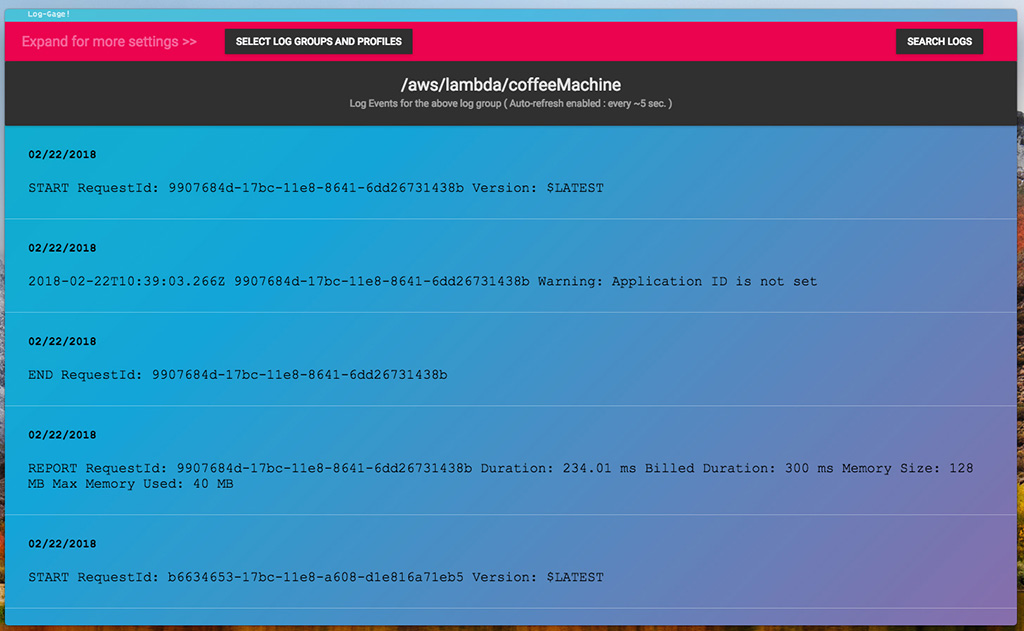 Log-Gage!
Expand for more settings >>
SELECT LOG GROUPS AND PROFILES
SEARCH LOGS
/aws/lambda/coffeeMachine
Log Events for the above log group ( Auto-refresh enabled : every ~5 sec. )
02/22/2018
START RequestId: 9907684d-17bc-11e8-8641-6dd26731438b Version: $LATEST
02/22/2018
2018-02-22T10:39:03.266Z 9907684d-17bc-11e8-8641-6dd26731438b Warning: Application ID is not set
02/22/2018
END RequestId: 9907684d-17bc-11e8-8641-6dd26731438b
02/22/2018
REPORT RequestId: 9907684d-17bc-11e8-8641-6dd26731438b Duration: 234.01 ms Billed Duration: 300 ms Memory Size: 128
MB Max Memory Used: 40 MB
02/22/2018
START RequestId: b6634653-17bc-11e8-a608-d1e816a71eb5 Version: $LATEST